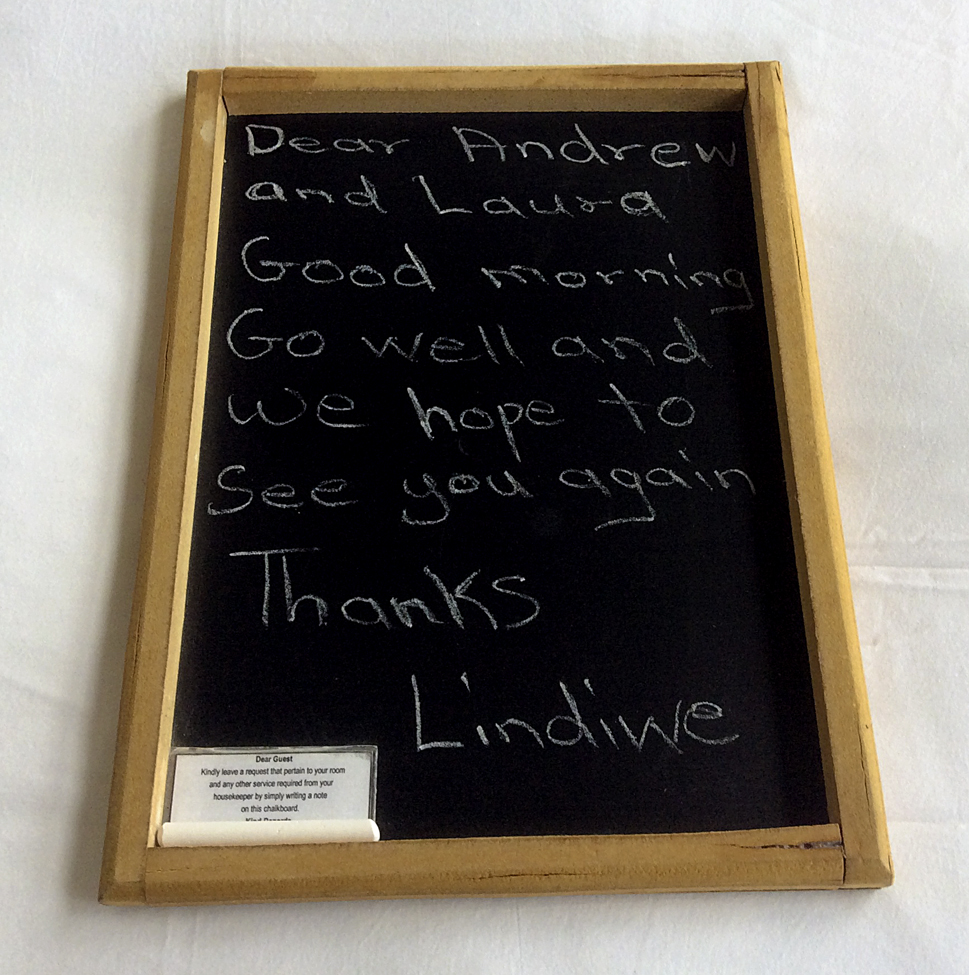 Dear Andrew
and Laura
Good morning
Go well and
we hope to
See you again
Thanks
Lindiwe
Dear Guest
Kindly leave a request that pertain to your room
and any other service required from your
housekeeper by simply writing a note
on this chalkboard.
Kind Regards